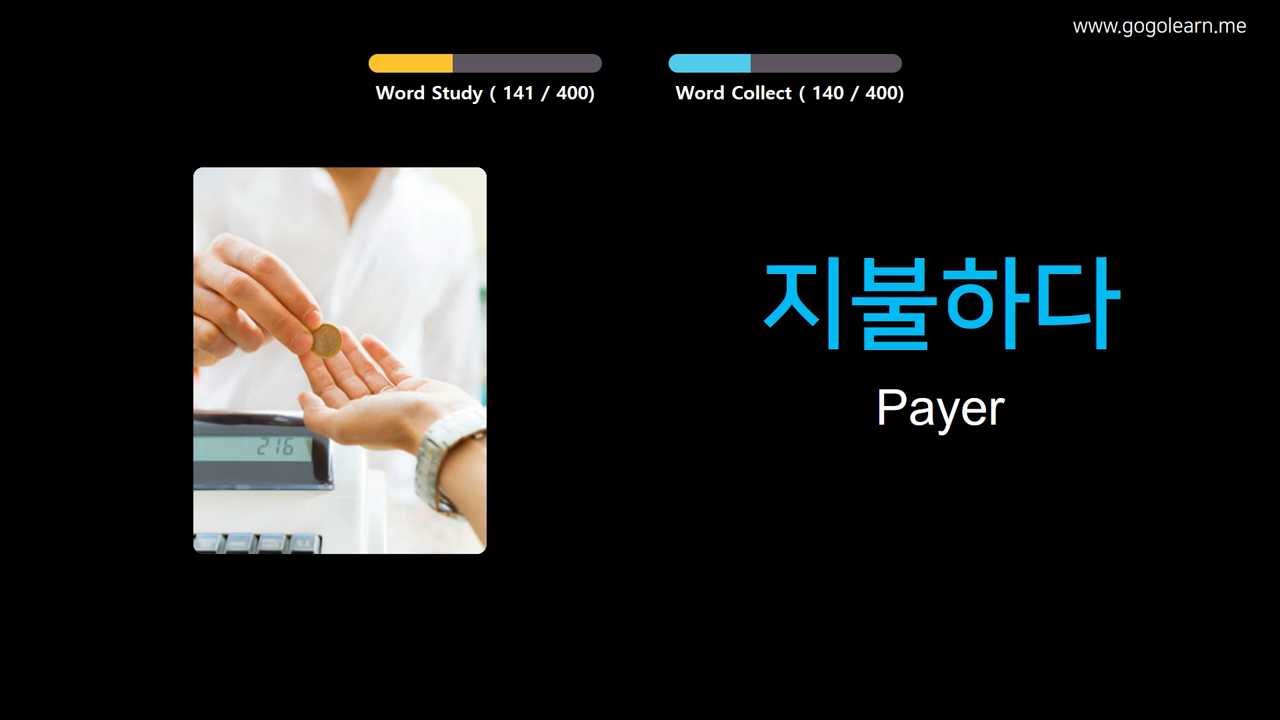 www.gogolearn.me
Word Study ( 141 / 400)
Word Collect ( 140 / 400)
지불하다
Payer
216